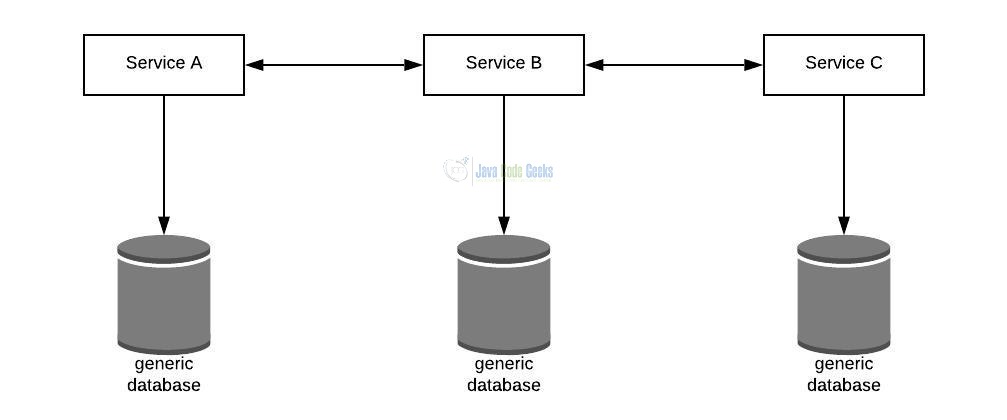 Service A
Service B
Service C
Java Code Geeks
generic
database
generic
database
generic
database